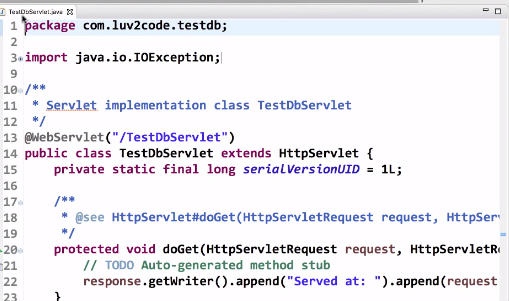 TestDbServlet.java
1 package com.luv2code.testdb;
2
3 import java.io.IOException;
10 /**
11  * Servlet implementation class TestDbServlet
12  */
13 @WebServlet("/TestDbServlet")
14 public class TestDbServlet extends HttpServlet {
15     private static final long serialVersionUID = 1L;
16
17     /**
18      * @see HttpServlet#doGet(HttpServletRequest request, HttpServ
19      */
20     protected void doGet(HttpServletRequest request, HttpServletR
21         // TODO Auto-generated method stub
22         response.getWriter().append("Served at: ").append(request
23     }